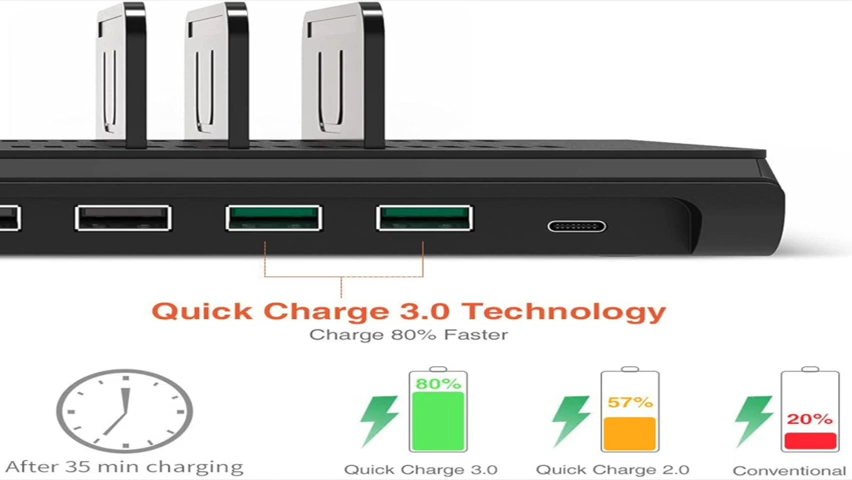 Quick Charge 3.0 Technology
Charge 80% Faster
80%
57%
20%
After 35 min charging
Quick Charge 3.0
Quick Charge 2.0
Conventional